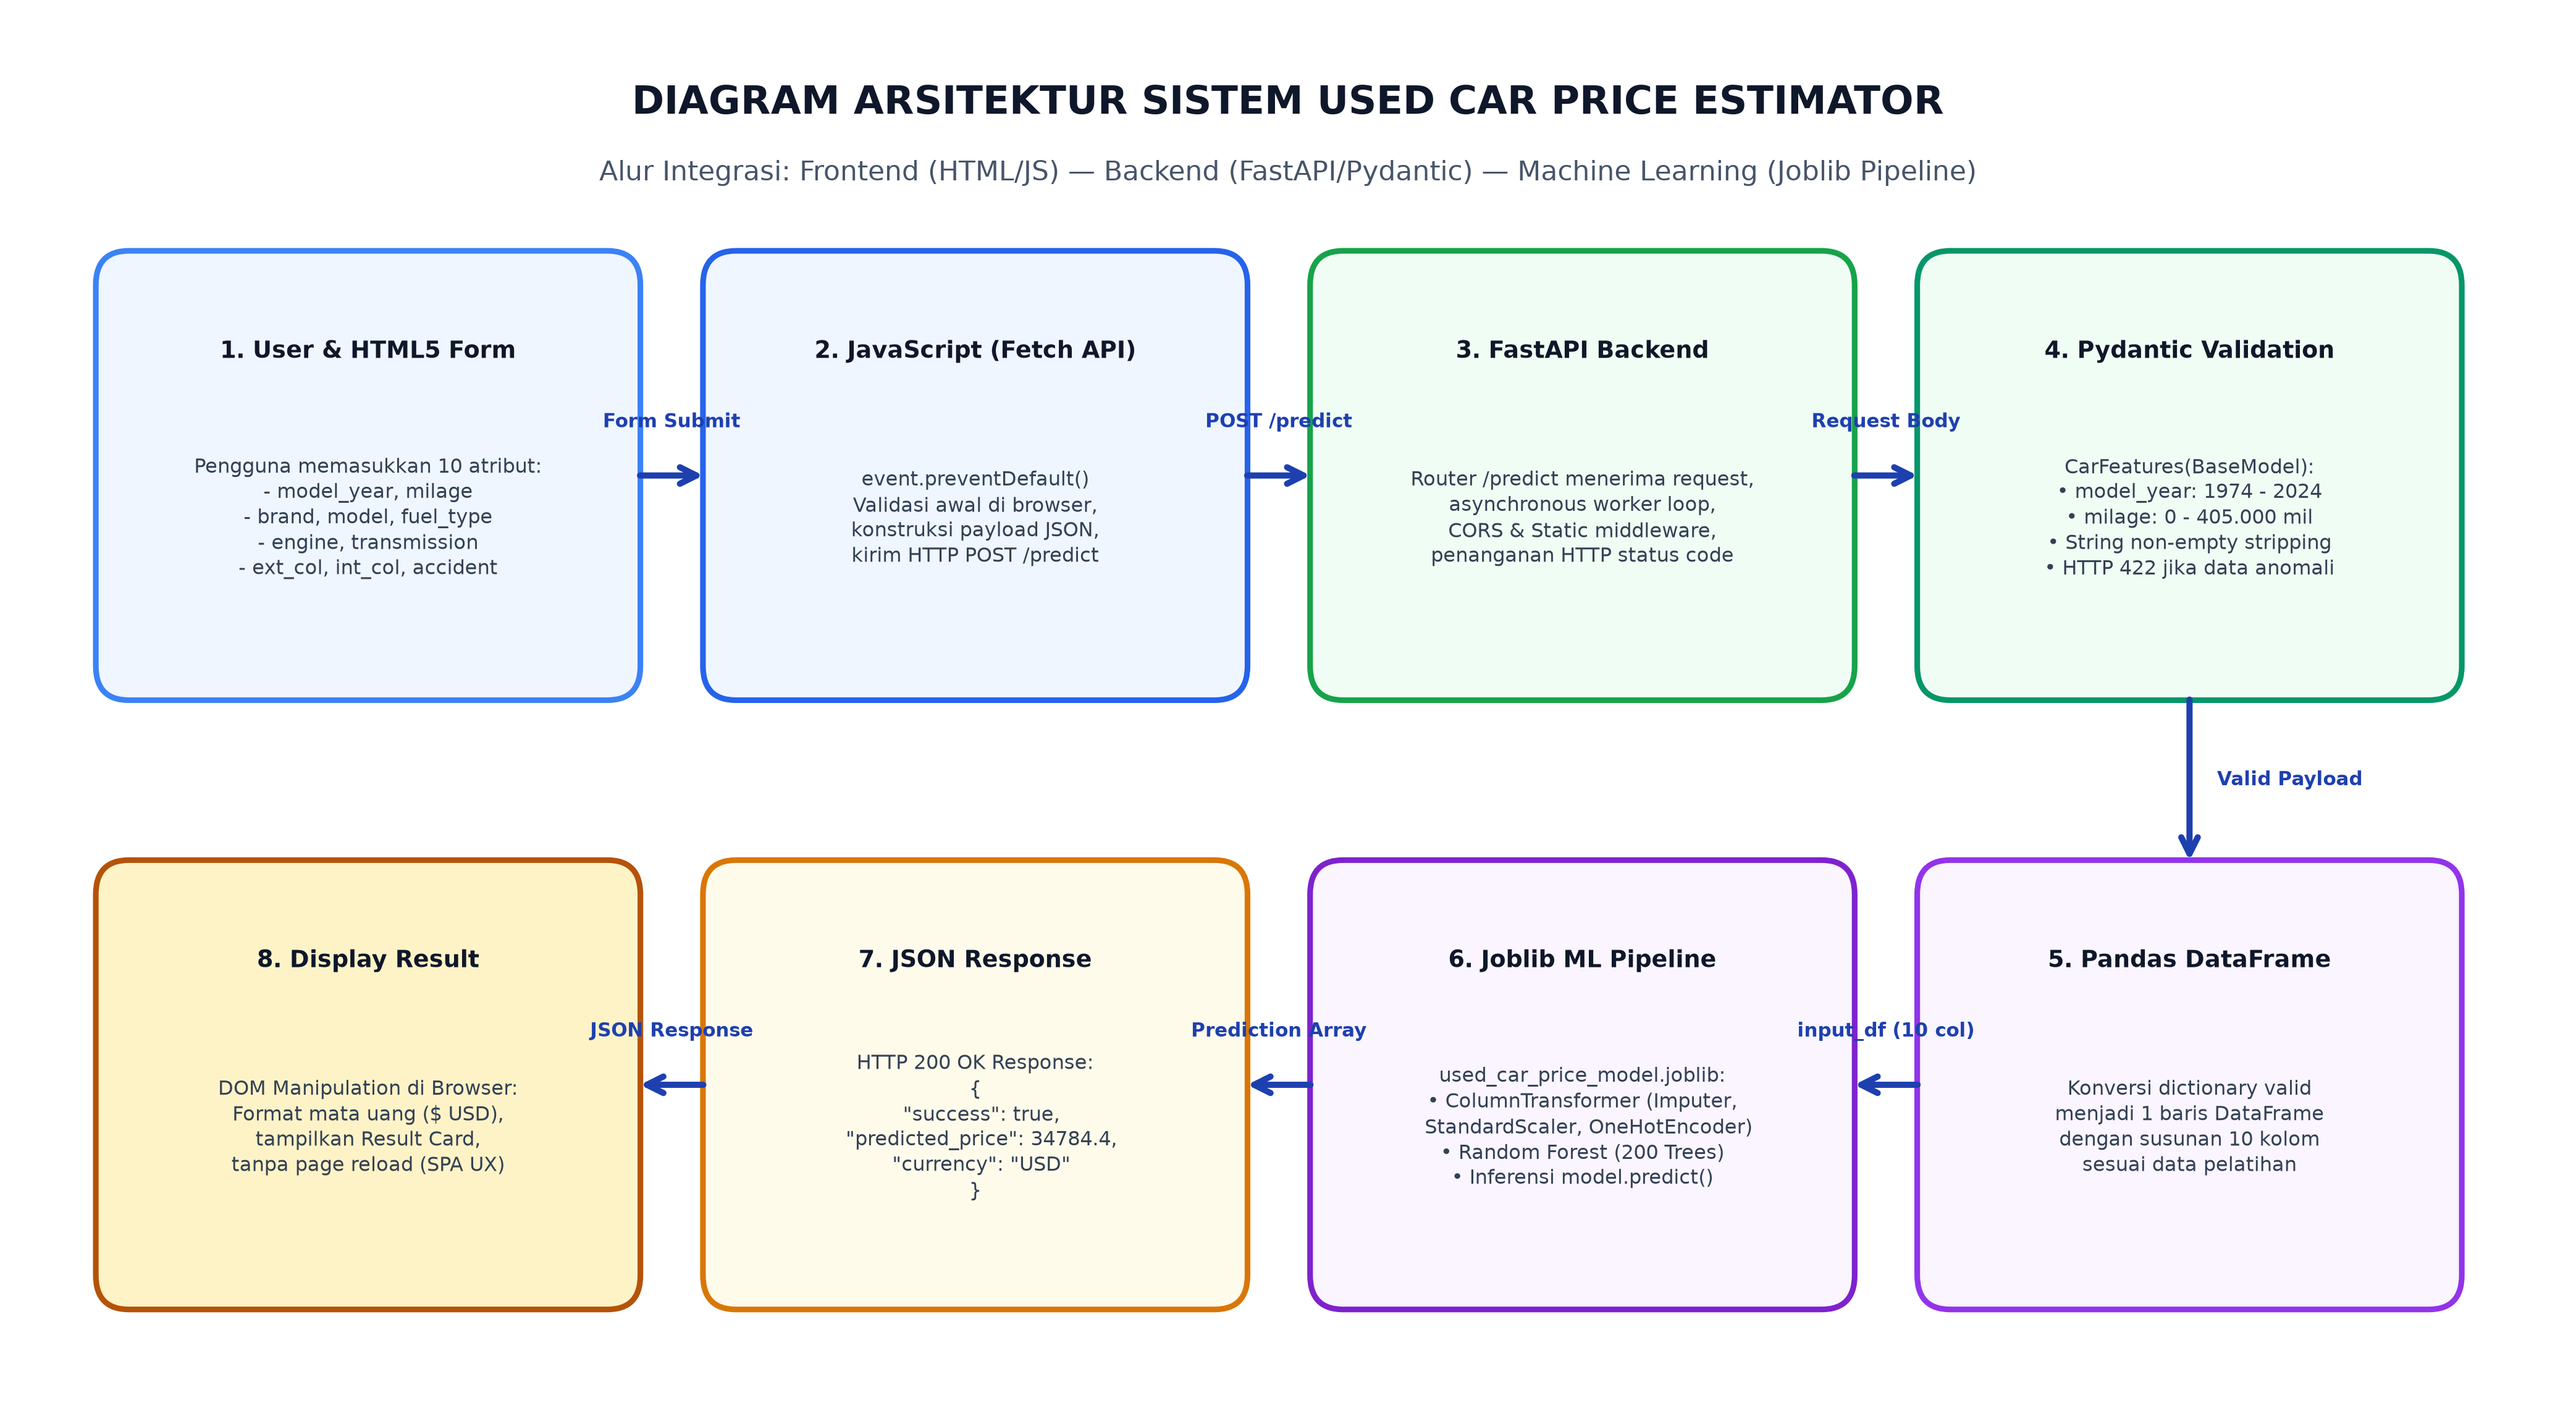 DIAGRAM ARSITEKTUR SISTEM USED CAR PRICE ESTIMATOR
Alur Integrasi: Frontend (HTML/JS) — Backend (FastAPI/Pydantic) — Machine Learning (Joblib Pipeline)
1. User & HTML5 Form
Pengguna memasukkan 10 atribut:
- model_year, milage
- brand, model, fuel_type
- engine, transmission
- ext_col, int_col, accident
Form Submit
2. JavaScript (Fetch API)
event.preventDefault()
Validasi awal di browser,
konstruksi payload JSON,
kirim HTTP POST /predict
POST /predict
3. FastAPI Backend
Router /predict menerima request,
asynchronous worker loop,
CORS & Static middleware,
penanganan HTTP status code
Request Body
4. Pydantic Validation
CarFeatures(BaseModel):
• model_year: 1974 - 2024
• milage: 0 - 405.000 mil
• String non-empty stripping
• HTTP 422 jika data anomali
Valid Payload
5. Pandas DataFrame
Konversi dictionary valid
menjadi 1 baris DataFrame
dengan susunan 10 kolom
sesuai data pelatihan
input_df (10 col)
6. Joblib ML Pipeline
used_car_price_model.joblib:
• ColumnTransformer (Imputer,
StandardScaler, OneHotEncoder)
• Random Forest (200 Trees)
• Inferensi model.predict()
Prediction Array
7. JSON Response
HTTP 200 OK Response:
{
"success": true,
"predicted_price": 34784.4,
"currency": "USD"
}
JSON Response
8. Display Result
DOM Manipulation di Browser:
Format mata uang ($ USD),
tampilkan Result Card,
tanpa page reload (SPA UX)